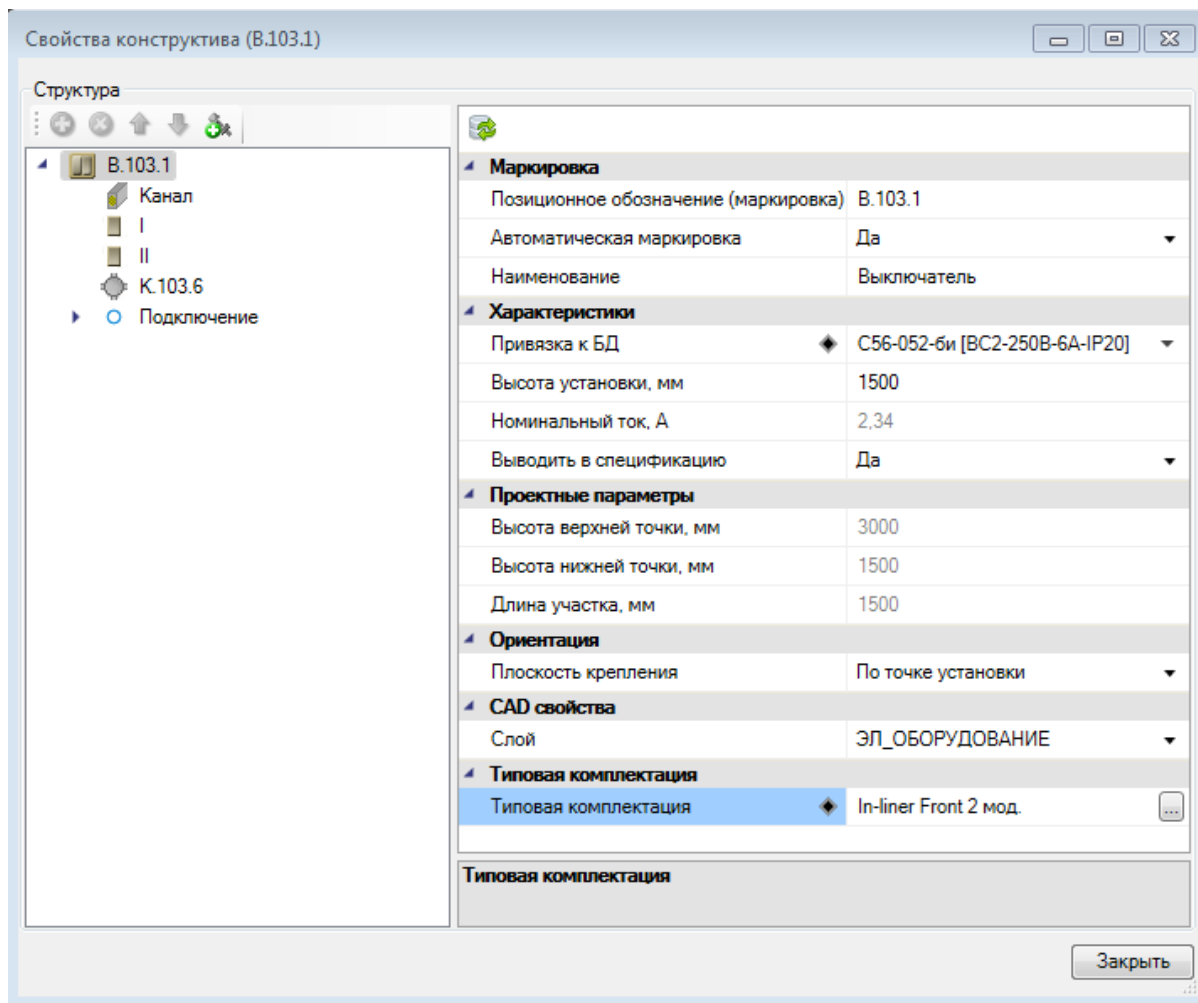 Свойства конструктива (В.103.1)
Структура
В.103.1
Канал
I
II
К.103.6
Подключение
Маркировка
Позиционное обозначение (маркировка) В.103.1
Автоматическая маркировка Да
Наименование Выключатель
Характеристики
Привязка к БД С56-052-би [ВС2-250В-6А-IP20]
Высота установки, мм 1500
Номинальный ток, А 2,34
Выводить в спецификацию Да
Проектные параметры
Высота верхней точки, мм 3000
Высота нижней точки, мм 1500
Длина участка, мм 1500
Ориентация
Плоскость крепления По точке установки
CAD свойства
Слой ЭЛ_ОБОРУДОВАНИЕ
Типовая комплектация
Типовая комплектация In-liner Front 2 мод. ...
Типовая комплектация
Закрыть